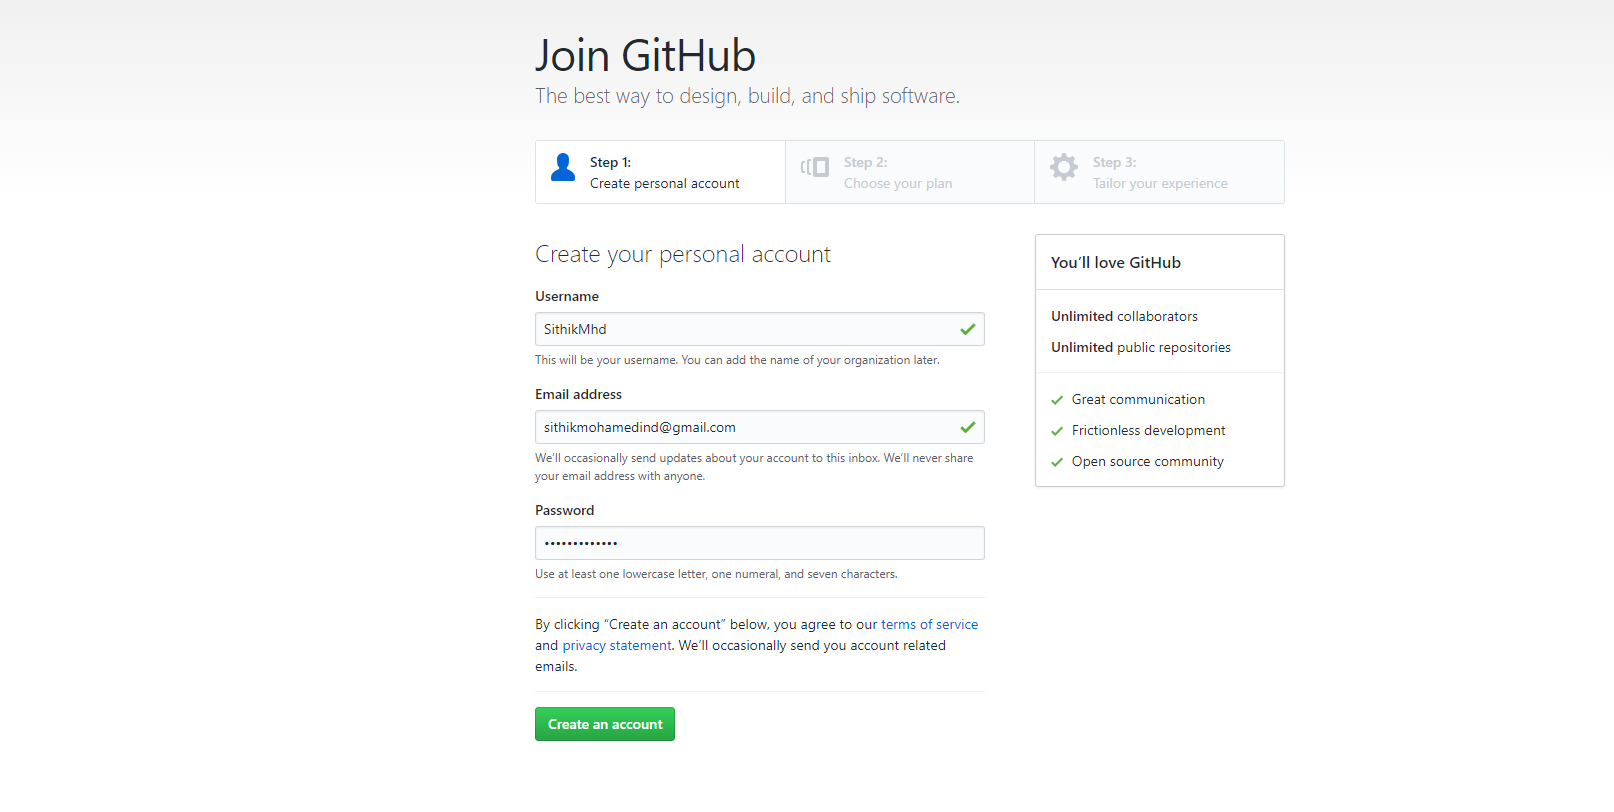 Join GitHub
The best way to design, build, and ship software.
Step 1:
Create personal account
Step 2:
Choose your plan
Step 3:
Tailor your experience
Create your personal account
Username
SithikMhd
This will be your username. You can add the name of your organization later.
Email address
sithikmohamedind@gmail.com
We’ll occasionally send updates about your account to this inbox. We’ll never share
your email address with anyone.
Password
•••••••••••••
Use at least one lowercase letter, one numeral, and seven characters.
By clicking “Create an account” below, you agree to our terms of service
and privacy statement. We’ll occasionally send you account related
emails.
Create an account
You’ll love GitHub
Unlimited collaborators
Unlimited public repositories
Great communication
Frictionless development
Open source community